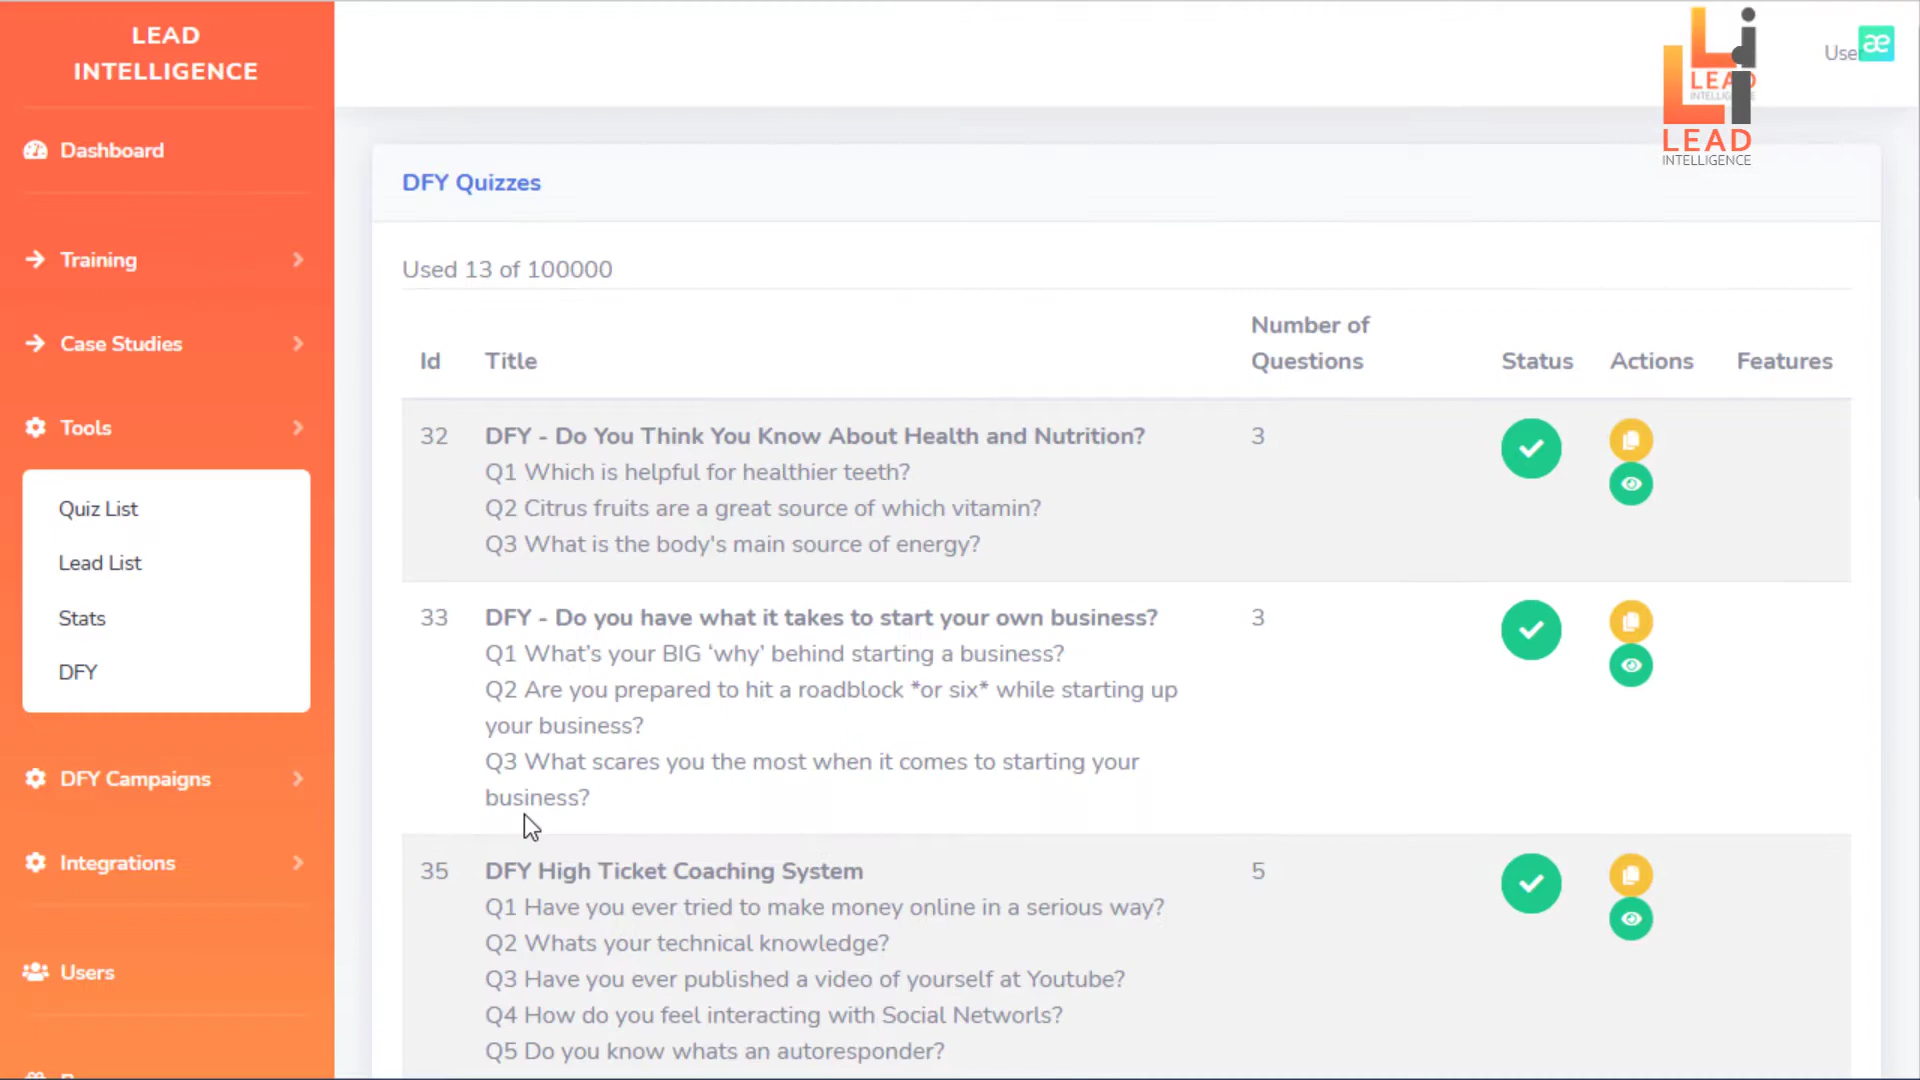 LEAD
INTELLIGENCE
Dashboard
Training
Case Studies
Tools
Quiz List
Lead List
Stats
DFY
DFY Campaigns
Integrations
Users
LEAD
INTELLIGENCE
LEAD
INTELLIGENCE
Use
æ
DFY Quizzes
Used 13 of 100000
Id Title Number of Questions Status Actions Features
32 DFY - Do You Think You Know About Health and Nutrition? 3
Q1 Which is helpful for healthier teeth?
Q2 Citrus fruits are a great source of which vitamin?
Q3 What is the body's main source of energy?
33 DFY - Do you have what it takes to start your own business? 3
Q1 What's your BIG ‘why’ behind starting a business?
Q2 Are you prepared to hit a roadblock *or six* while starting up
your business?
Q3 What scares you the most when it comes to starting your
business?
35 DFY High Ticket Coaching System 5
Q1 Have you ever tried to make money online in a serious way?
Q2 Whats your technical knowledge?
Q3 Have you ever published a video of yourself at Youtube?
Q4 How do you feel interacting with Social Networls?
Q5 Do you know whats an autoresponder?